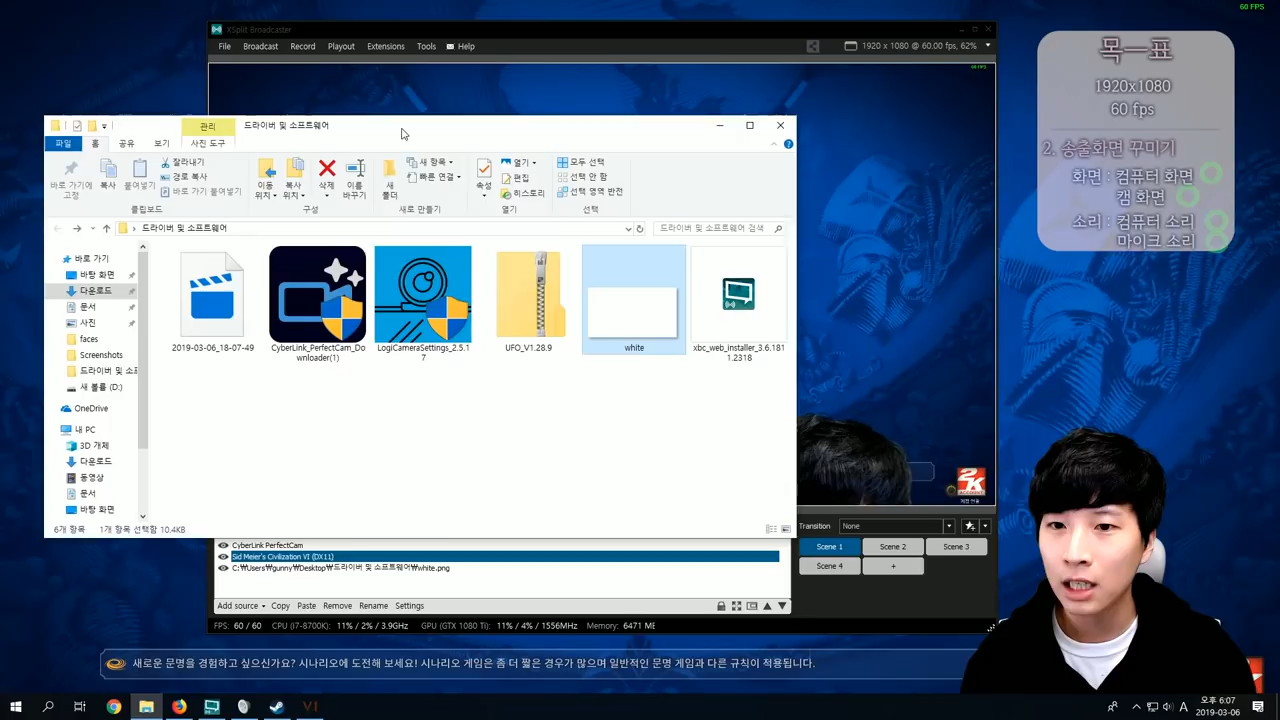 60 FPS
XSplit Broadcaster
File Broadcast Record Playout Extensions Tools Help
1920 x 1080 @ 60.00 fps, 62%
60 FPS
목—표
1920x1080
60 fps
2. 송출화면 꾸미기
화면 : 컴퓨터 화면
캠 화면
소리 : 컴퓨터 소리
마이크 소리
관리 드라이버 및 소프트웨어
파일 홈 공유 보기 사진 도구
바로 가기에 고정
복사
붙여넣기
잘라내기
경로 복사
바로 가기 붙여넣기
이동 위치
복사 위치
삭제
이름 바꾸기
새 폴더
새 항목
빠른 연결
속성
열기
편집
히스토리
모두 선택
선택 안 함
선택 영역 반전
클립보드 구성 새로 만들기 열기 선택
드라이버 및 소프트웨어
드라이버 및 소프트웨어 검색
바로 가기
바탕 화면
다운로드
문서
사진
faces
Screenshots
드라이버 및 소프
새 볼륨 (D:)
OneDrive
내 PC
3D 개체
다운로드
동영상
문서
바탕 화면
2019-03-06_18-07-49
CyberLink_PerfectCam_Do
wnloader(1)
LogiCameraSettings_2.5.1
7
UFO_V1.28.9
white
xbc_web_installer_3.6.181
1.2318
6개 항목 1개 항목 선택함 10.4KB
2K
ACCOUNT
Transition None
Scene 1 Scene 2 Scene 3
Scene 4 +
CyberLink PerfectCam
Sid Meier's Civilization VI (DX11)
C:₩Users₩gunny₩Desktop₩드라이버 및 소프트웨어₩white.png
Add source Copy Paste Remove Rename Settings
FPS: 60 / 60 CPU (i7-8700K): 11% / 2% / 3.9GHz GPU (GTX 1080 Ti): 11% / 4% / 1556MHz Memory: 6471 ME
새로운 문명을 경험하고 싶으신가요? 시나리오에 도전해 보세요! 시나리오 게임은 좀 더 짧은 경우가 많으며 일반적인 문명 게임과 다른 규칙이 적용됩니다.
VI
A
오후 6:07
2019-03-06